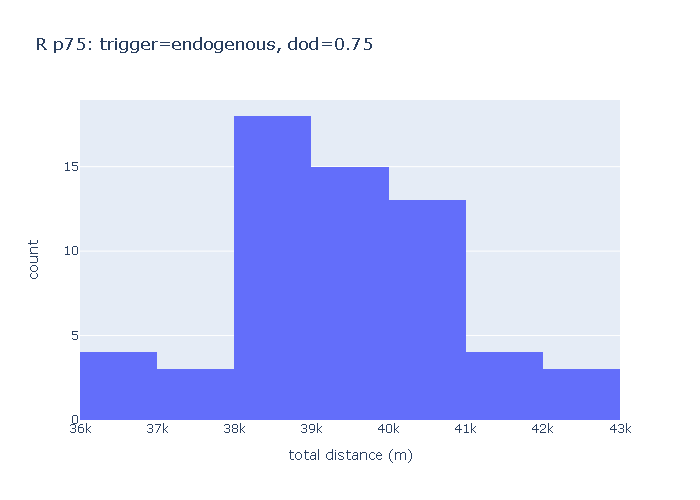 R p75: trigger=endogenous, dod=0.75
15
10
5
0
count
36k 37k 38k 39k 40k 41k 42k 43k
total distance (m)